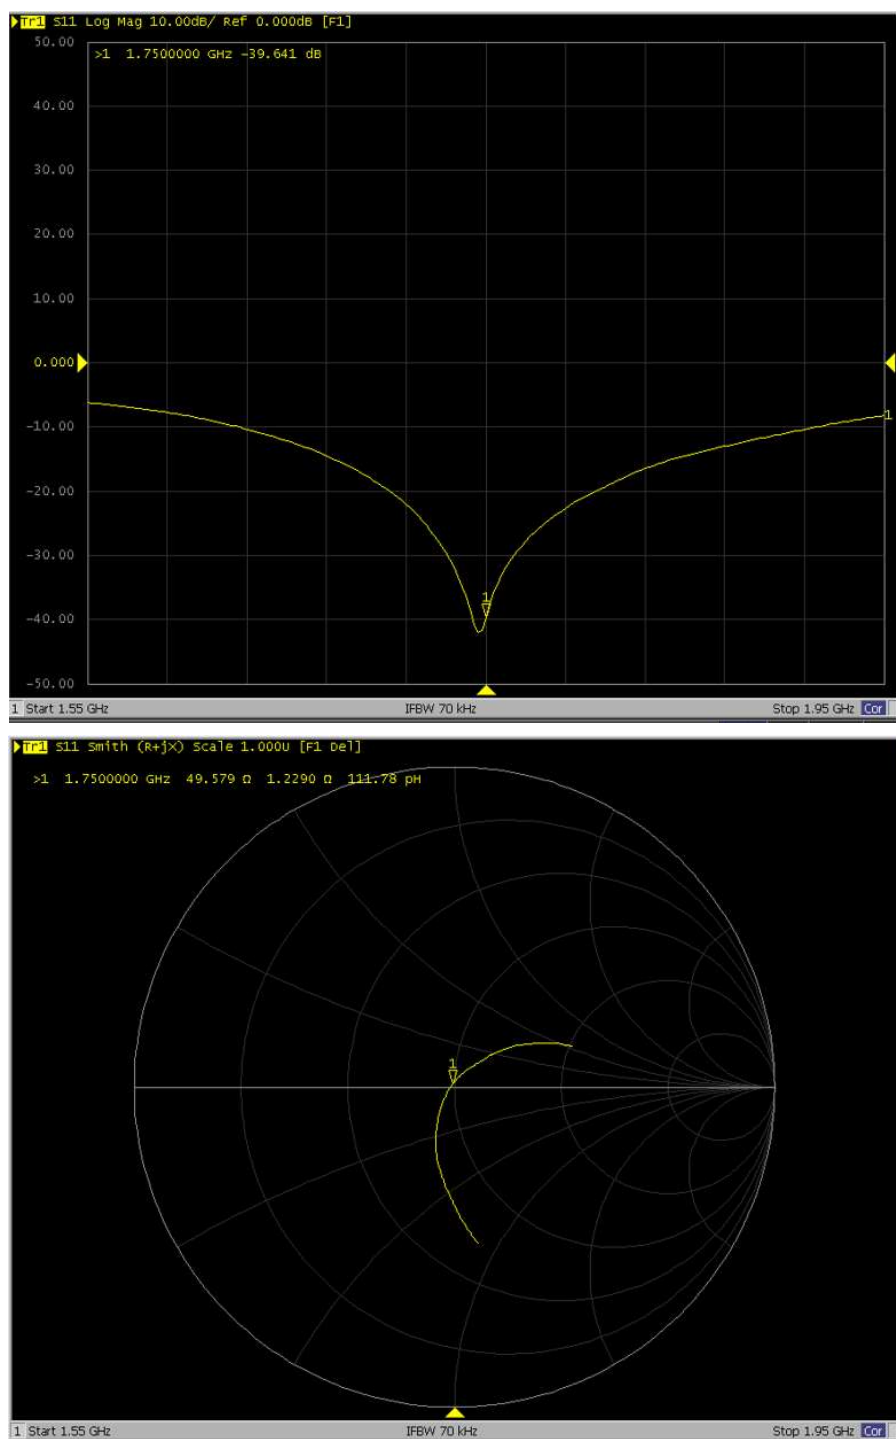 Tr1 S11 Log Mag 10.00dB/ Ref 0.000dB [F1]
50.00
>1 1.7500000 GHz -39.641 dB
40.00
30.00
20.00
10.00
0.000
-10.00
1
-20.00
-30.00
1
-40.00
-50.00
1 Start 1.55 GHz IFBW 70 kHz Stop 1.95 GHz Cor
Tr1 S11 Smith (R+jX) Scale 1.000U [F1 Del]
>1 1.7500000 GHz 49.579 Ω 1.2290 Ω 111.78 pH
1
1 Start 1.55 GHz IFBW 70 kHz Stop 1.95 GHz Cor